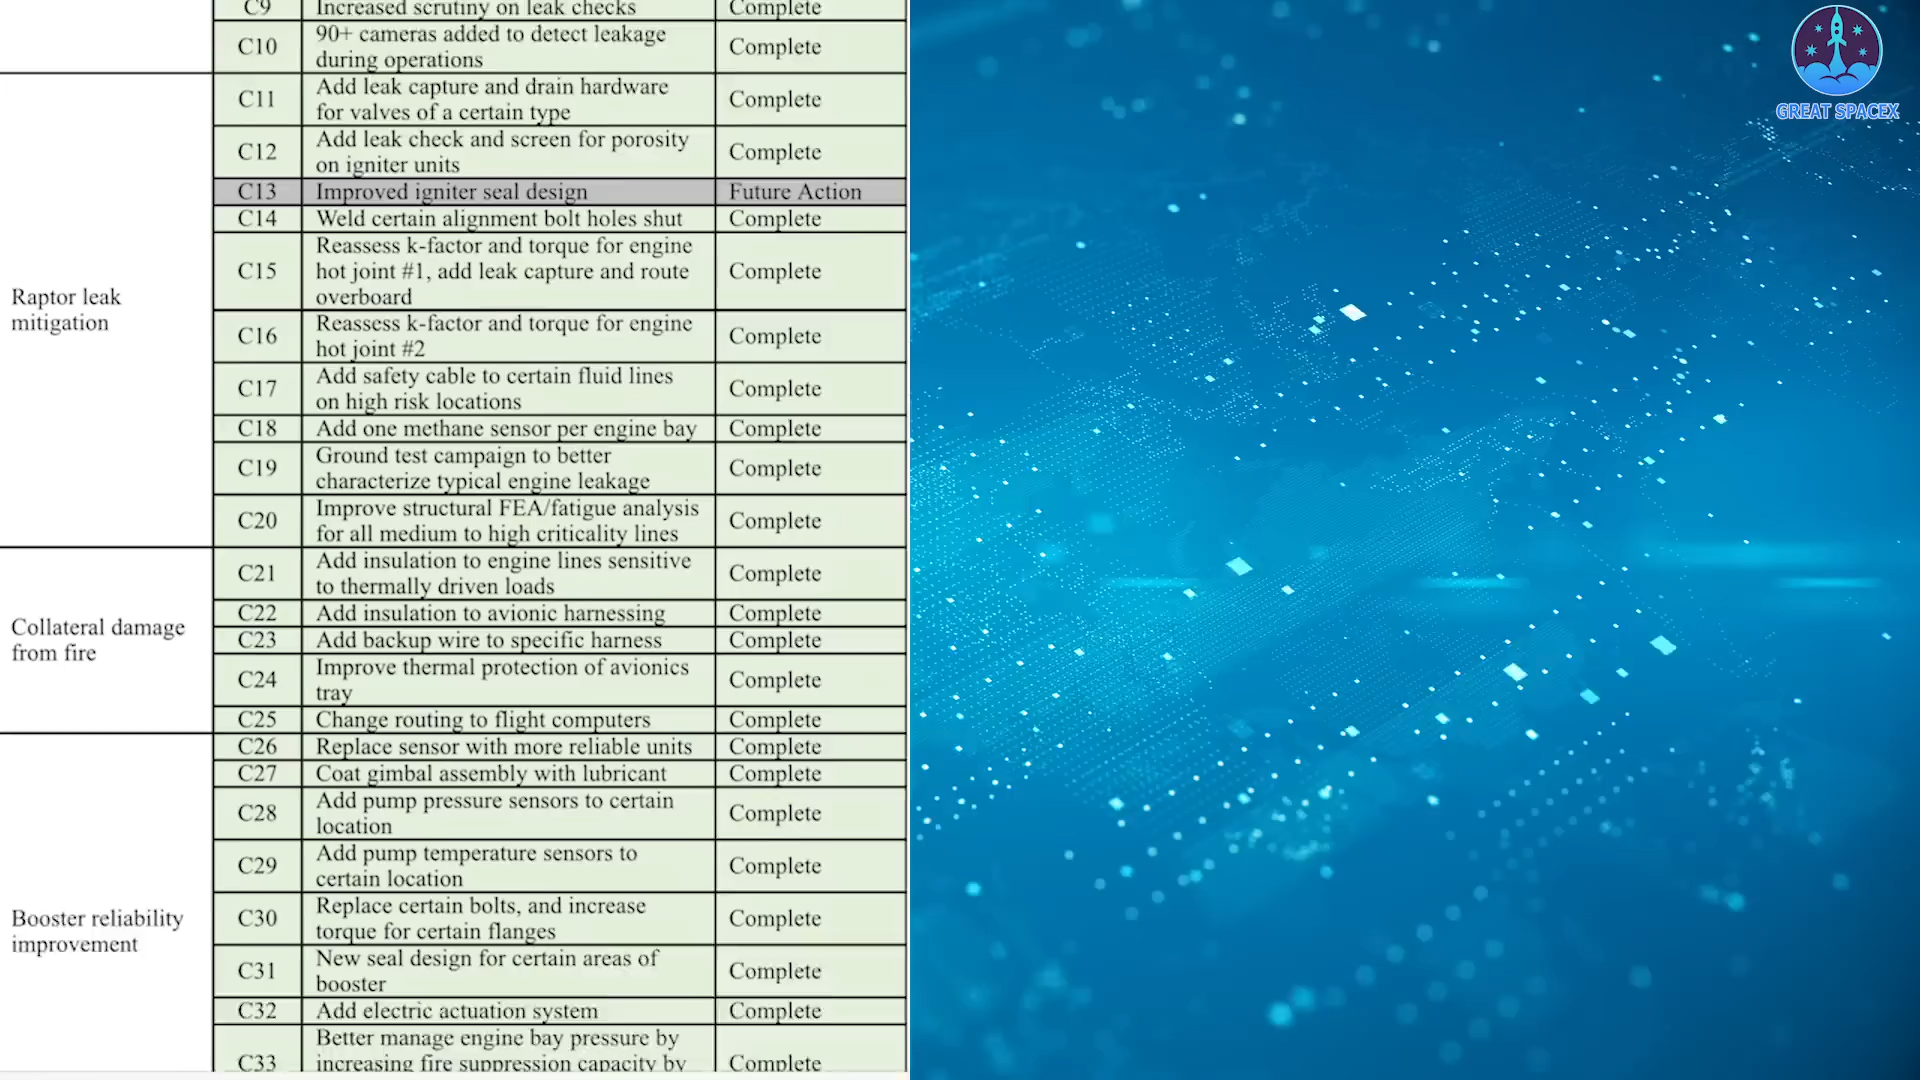 C9 Increased scrutiny on leak checks Complete
C10 90+ cameras added to detect leakage during operations Complete
Raptor leak mitigation
C11 Add leak capture and drain hardware for valves of a certain type Complete
C12 Add leak check and screen for porosity on igniter units Complete
C13 Improved igniter seal design Future Action
C14 Weld certain alignment bolt holes shut Complete
C15 Reassess k-factor and torque for engine hot joint #1, add leak capture and route overboard Complete
C16 Reassess k-factor and torque for engine hot joint #2 Complete
C17 Add safety cable to certain fluid lines on high risk locations Complete
C18 Add one methane sensor per engine bay Complete
C19 Ground test campaign to better characterize typical engine leakage Complete
C20 Improve structural FEA/fatigue analysis for all medium to high criticality lines Complete
Collateral damage from fire
C21 Add insulation to engine lines sensitive to thermally driven loads Complete
C22 Add insulation to avionic harnessing Complete
C23 Add backup wire to specific harness Complete
C24 Improve thermal protection of avionics tray Complete
C25 Change routing to flight computers Complete
Booster reliability improvement
C26 Replace sensor with more reliable units Complete
C27 Coat gimbal assembly with lubricant Complete
C28 Add pump pressure sensors to certain location Complete
C29 Add pump temperature sensors to certain location Complete
C30 Replace certain bolts, and increase torque for certain flanges Complete
C31 New seal design for certain areas of booster Complete
C32 Add electric actuation system Complete
C33 Better manage engine bay pressure by increasing fire suppression capacity by Complete
GREAT SPACEX